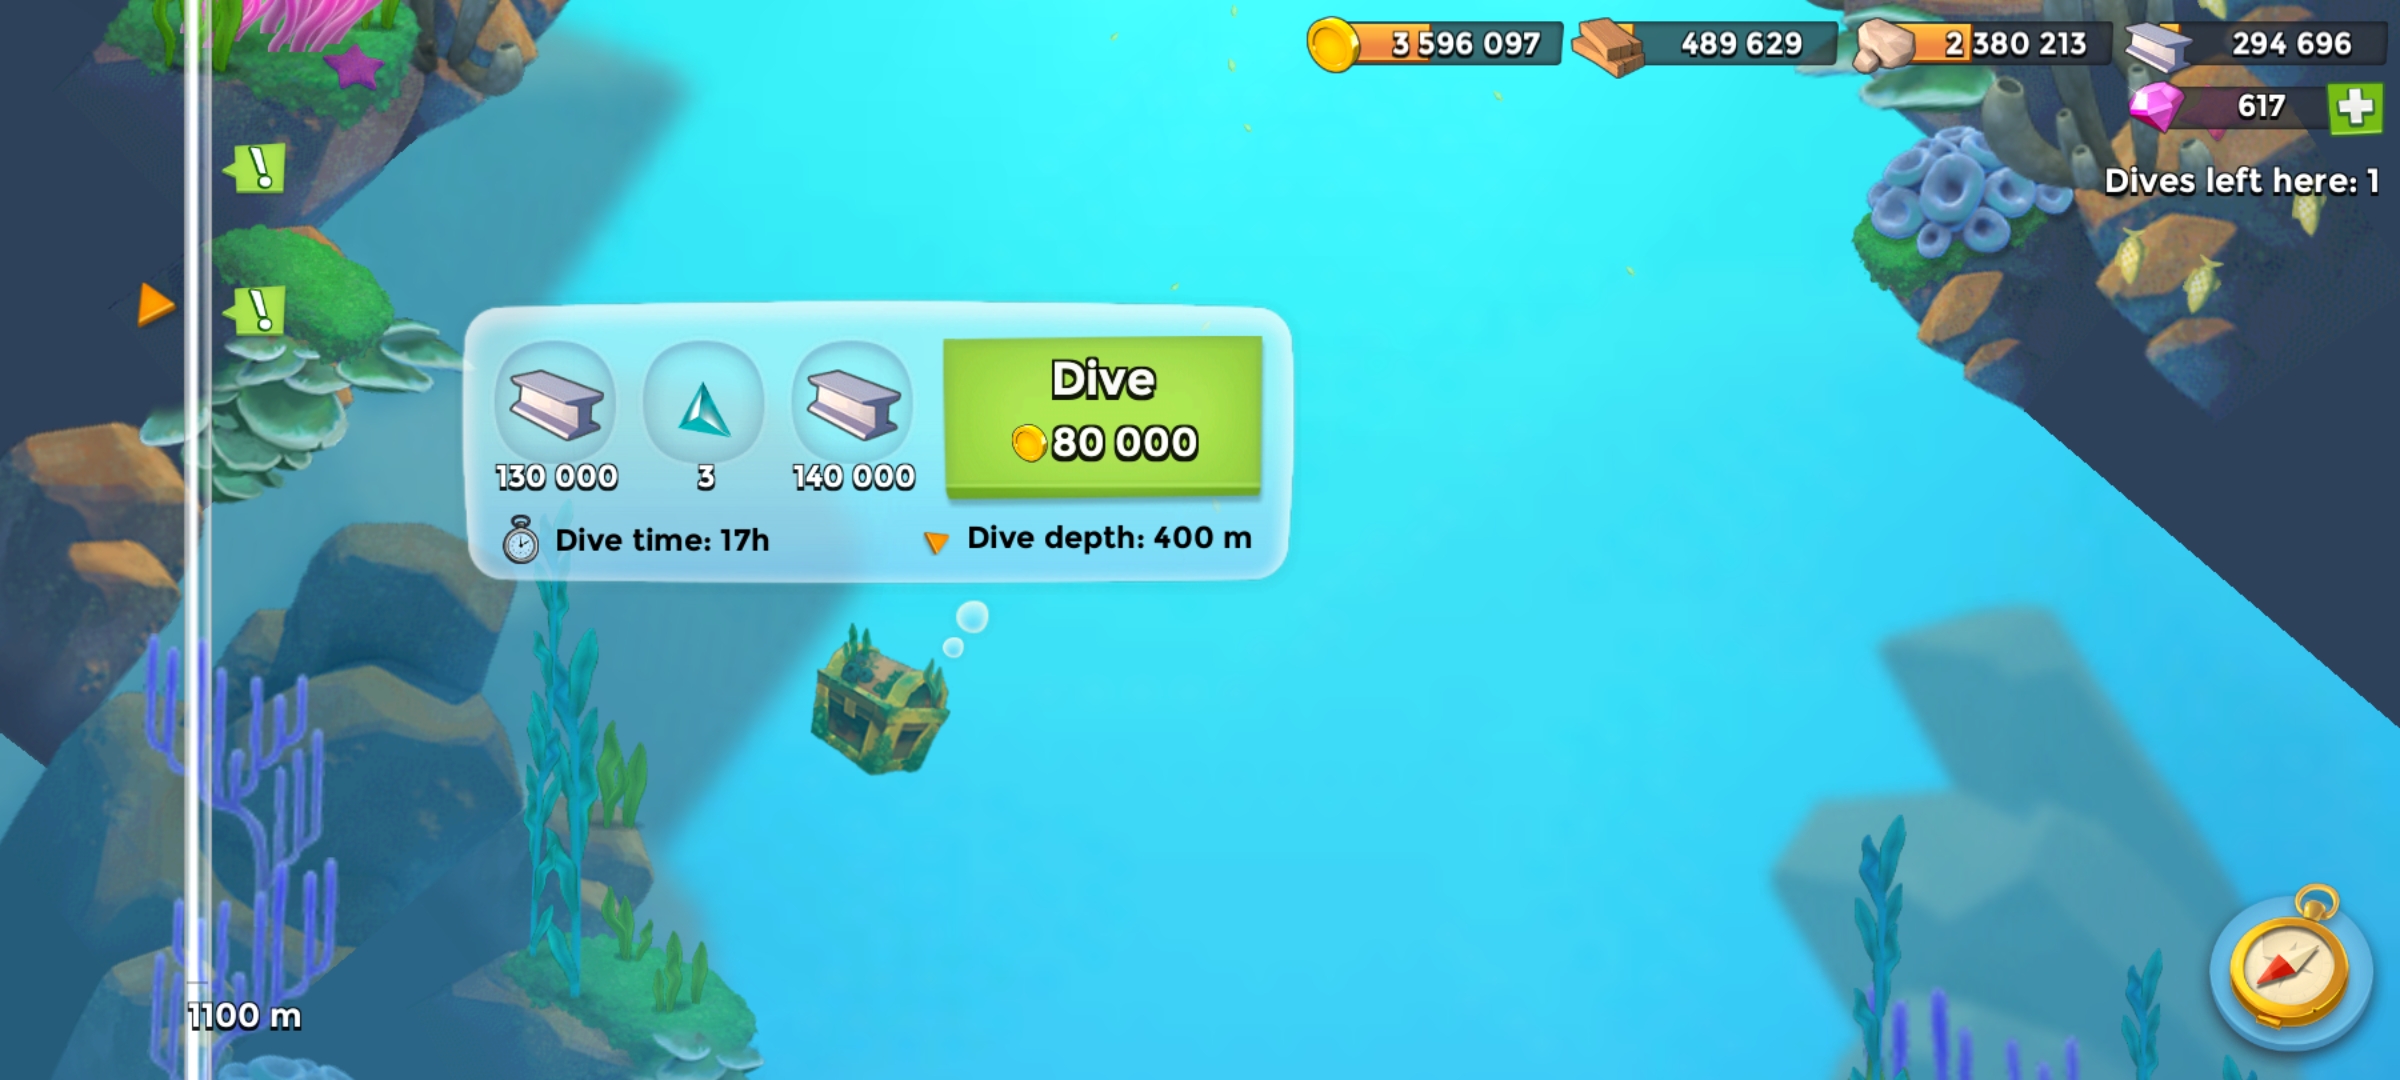 3 596 097
489 629
2 380 213
294 696
617
Dives left here: 1
!
!
Dive
80 000
130 000
3
140 000
Dive time: 17h
Dive depth: 400 m
1100 m